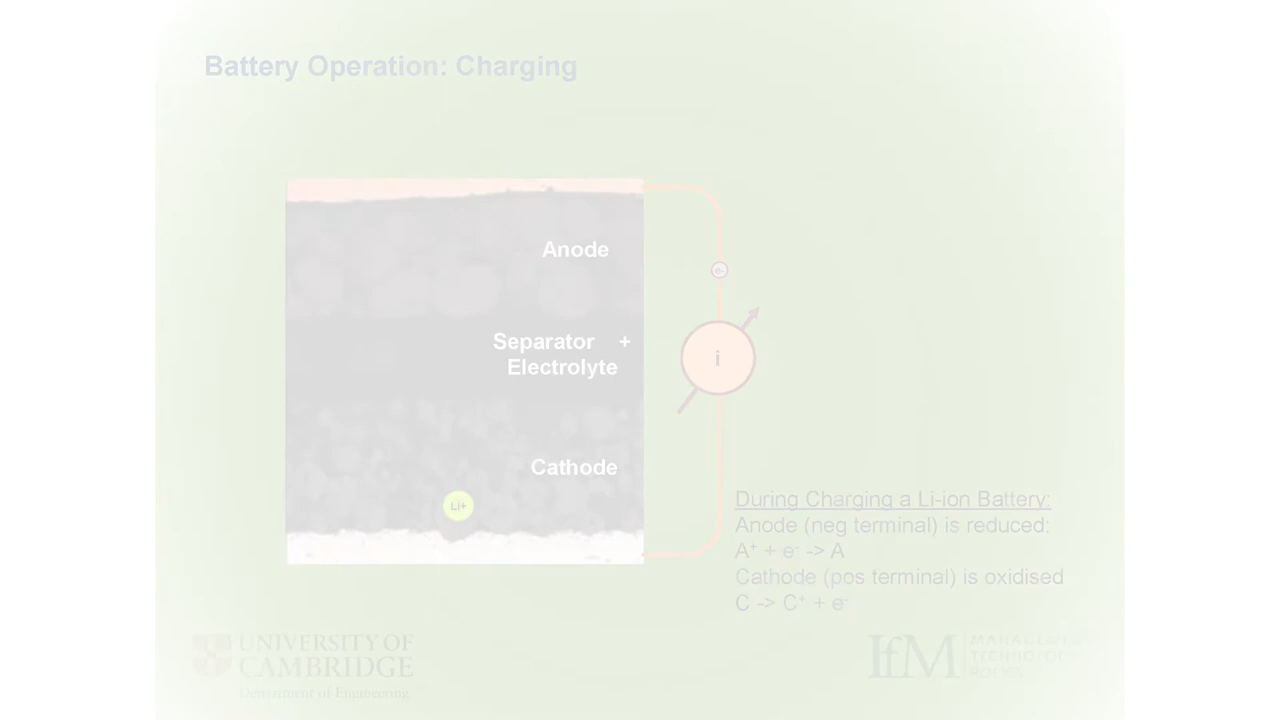 Battery Operation: Charging
Anode
e-
Separator +
Electrolyte
i
Cathode
Li+
During Charging a Li-ion Battery:
Anode (neg terminal) is reduced:
A⁺ + e⁻ -> A
Cathode (pos terminal) is oxidised
C -> C⁺ + e⁻
UNIVERSITY OF
CAMBRIDGE
Department of Engineering
IfM